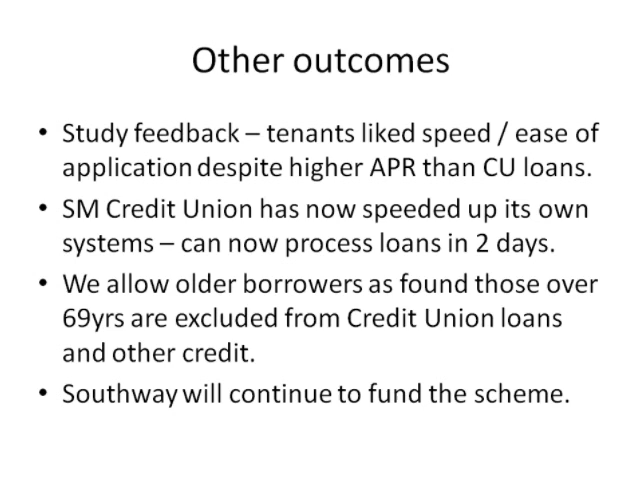 Other outcomes
• Study feedback – tenants liked speed / ease of
application despite higher APR than CU loans.
• SM Credit Union has now speeded up its own
systems – can now process loans in 2 days.
• We allow older borrowers as found those over
69yrs are excluded from Credit Union loans
and other credit.
• Southway will continue to fund the scheme.